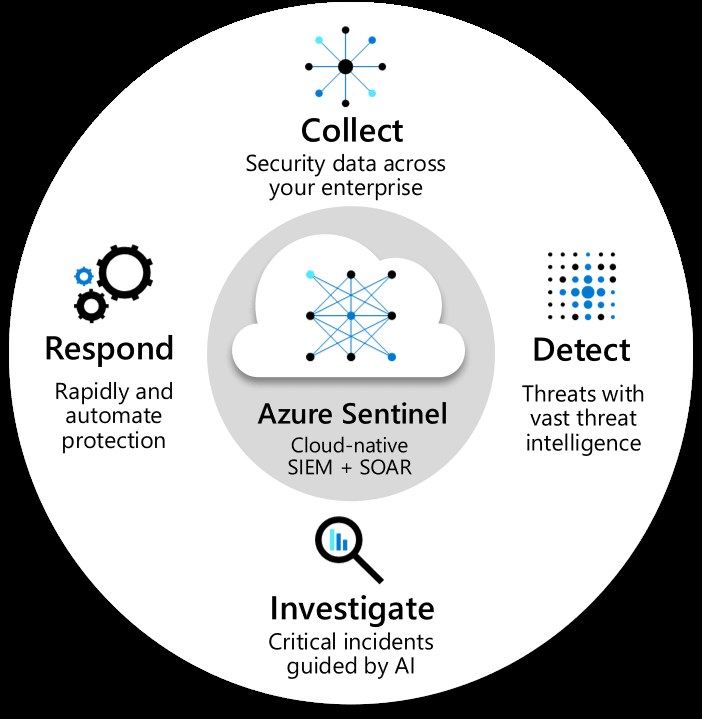 Collect
Security data across
your enterprise
Respond
Rapidly and
automate
protection
Azure Sentinel
Cloud-native
SIEM + SOAR
Detect
Threats with
vast threat
intelligence
Investigate
Critical incidents
guided by AI